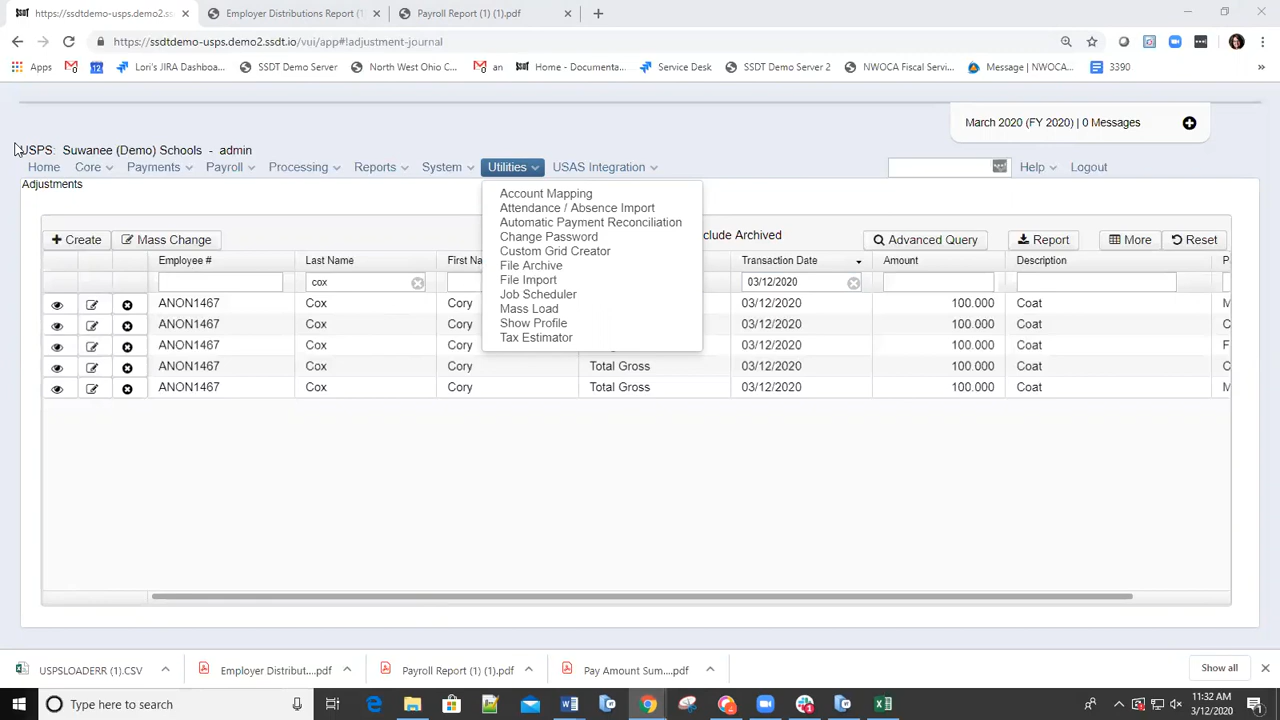 https://ssdtdemo-usps.demo2.ss
Employer Distributions Report (1)
Payroll Report (1) (1).pdf
https://ssdtdemo-usps.demo2.ssdt.io/vui/app#!adjustment-journal
Apps
12
Lori's JIRA Dashboa...
SSDT Demo Server
North West Ohio C...
an
SSDT
Home - Documenta...
Service Desk
SSDT Demo Server 2
NWOCA Fiscal Servi...
Message | NWOCA...
3390
March 2020 (FY 2020) | 0 Messages
USPS: Suwanee (Demo) Schools - admin
Home Core Payments Payroll Processing Reports System Utilities USAS Integration Help Logout
Adjustments
Account Mapping
Attendance / Absence Import
Automatic Payment Reconciliation
Change Password
Custom Grid Creator
File Archive
File Import
Job Scheduler
Mass Load
Show Profile
Tax Estimator
Create Mass Change clude Archived Advanced Query Report More Reset
Employee # Last Name First N Transaction Date Amount Description P
cox 03/12/2020
ANON1467 Cox Cory 03/12/2020 100.000 Coat M
ANON1467 Cox Cory 03/12/2020 100.000 Coat M
ANON1467 Cox Cory 03/12/2020 100.000 Coat F
ANON1467 Cox Cory Total Gross 03/12/2020 100.000 Coat
ANON1467 Cox Cory Total Gross 03/12/2020 100.000 Coat M
USPSLOADERR (1).CSV
Employer Distribut....pdf
Payroll Report (1) (1).pdf
Pay Amount Sum....pdf
Show all
Type here to search
11:32 AM
3/12/2020